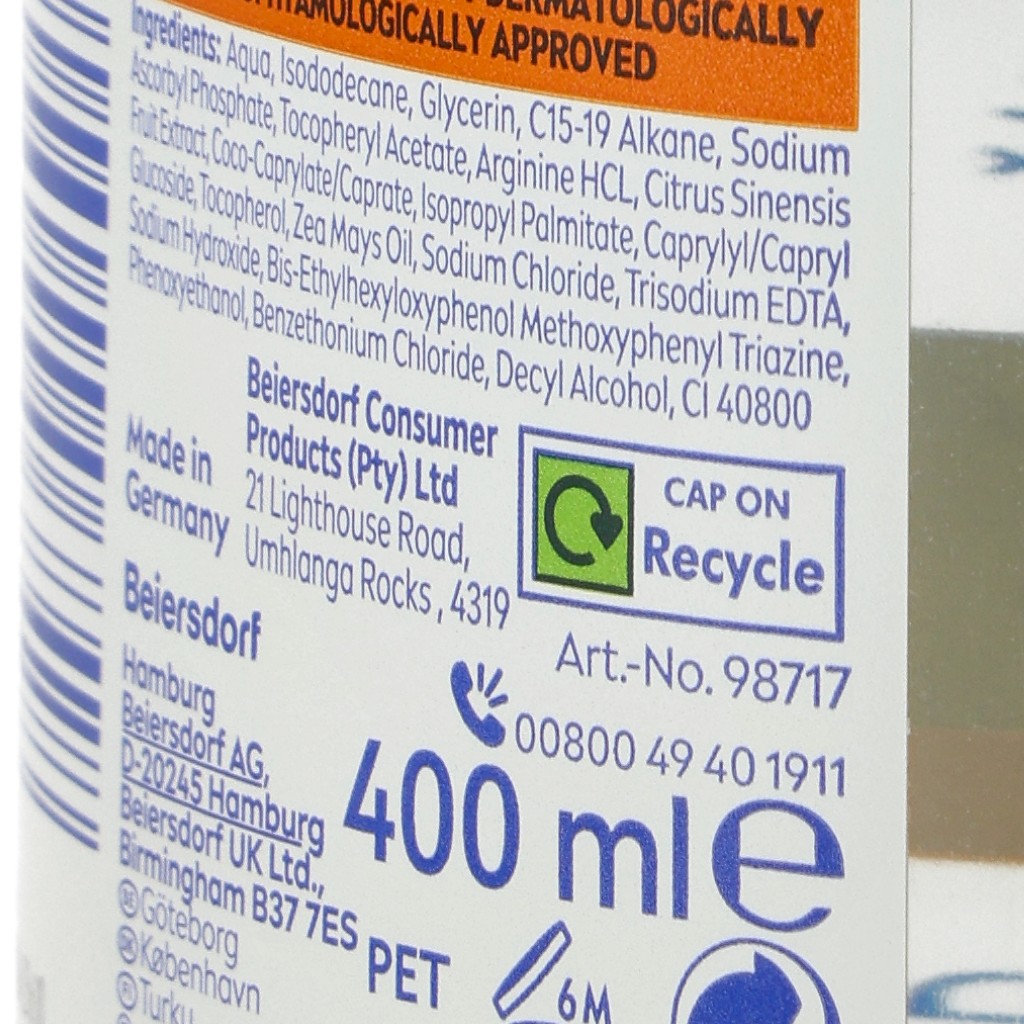 DERMATOLOGICALLY
OPHTHALMOLOGICALLY APPROVED
Ingredients: Aqua, Isododecane, Glycerin, C15-19 Alkane, Sodium
Ascorbyl Phosphate, Tocopheryl Acetate, Arginine HCL, Citrus Sinensis
Fruit Extract, Coco-Caprylate/Caprate, Isopropyl Palmitate, Caprylyl/Capryl
Glucoside, Tocopherol, Zea Mays Oil, Sodium Chloride, Trisodium EDTA,
Sodium Hydroxide, Bis-Ethylhexyloxyphenol Methoxyphenyl Triazine,
Phenoxyethanol, Benzethonium Chloride, Decyl Alcohol, CI 40800
Made in
Germany
Beiersdorf Consumer
Products (Pty) Ltd
21 Lighthouse Road,
Umhlanga Rocks , 4319
CAP ON
Recycle
Art.-No. 98717
00800 49 40 1911
Beiersdorf
Hamburg
Beiersdorf AG,
D-20245 Hamburg
Beiersdorf UK Ltd.,
Birmingham B37 7ES
Göteborg
København
Turku
400 ml e
PET
6M